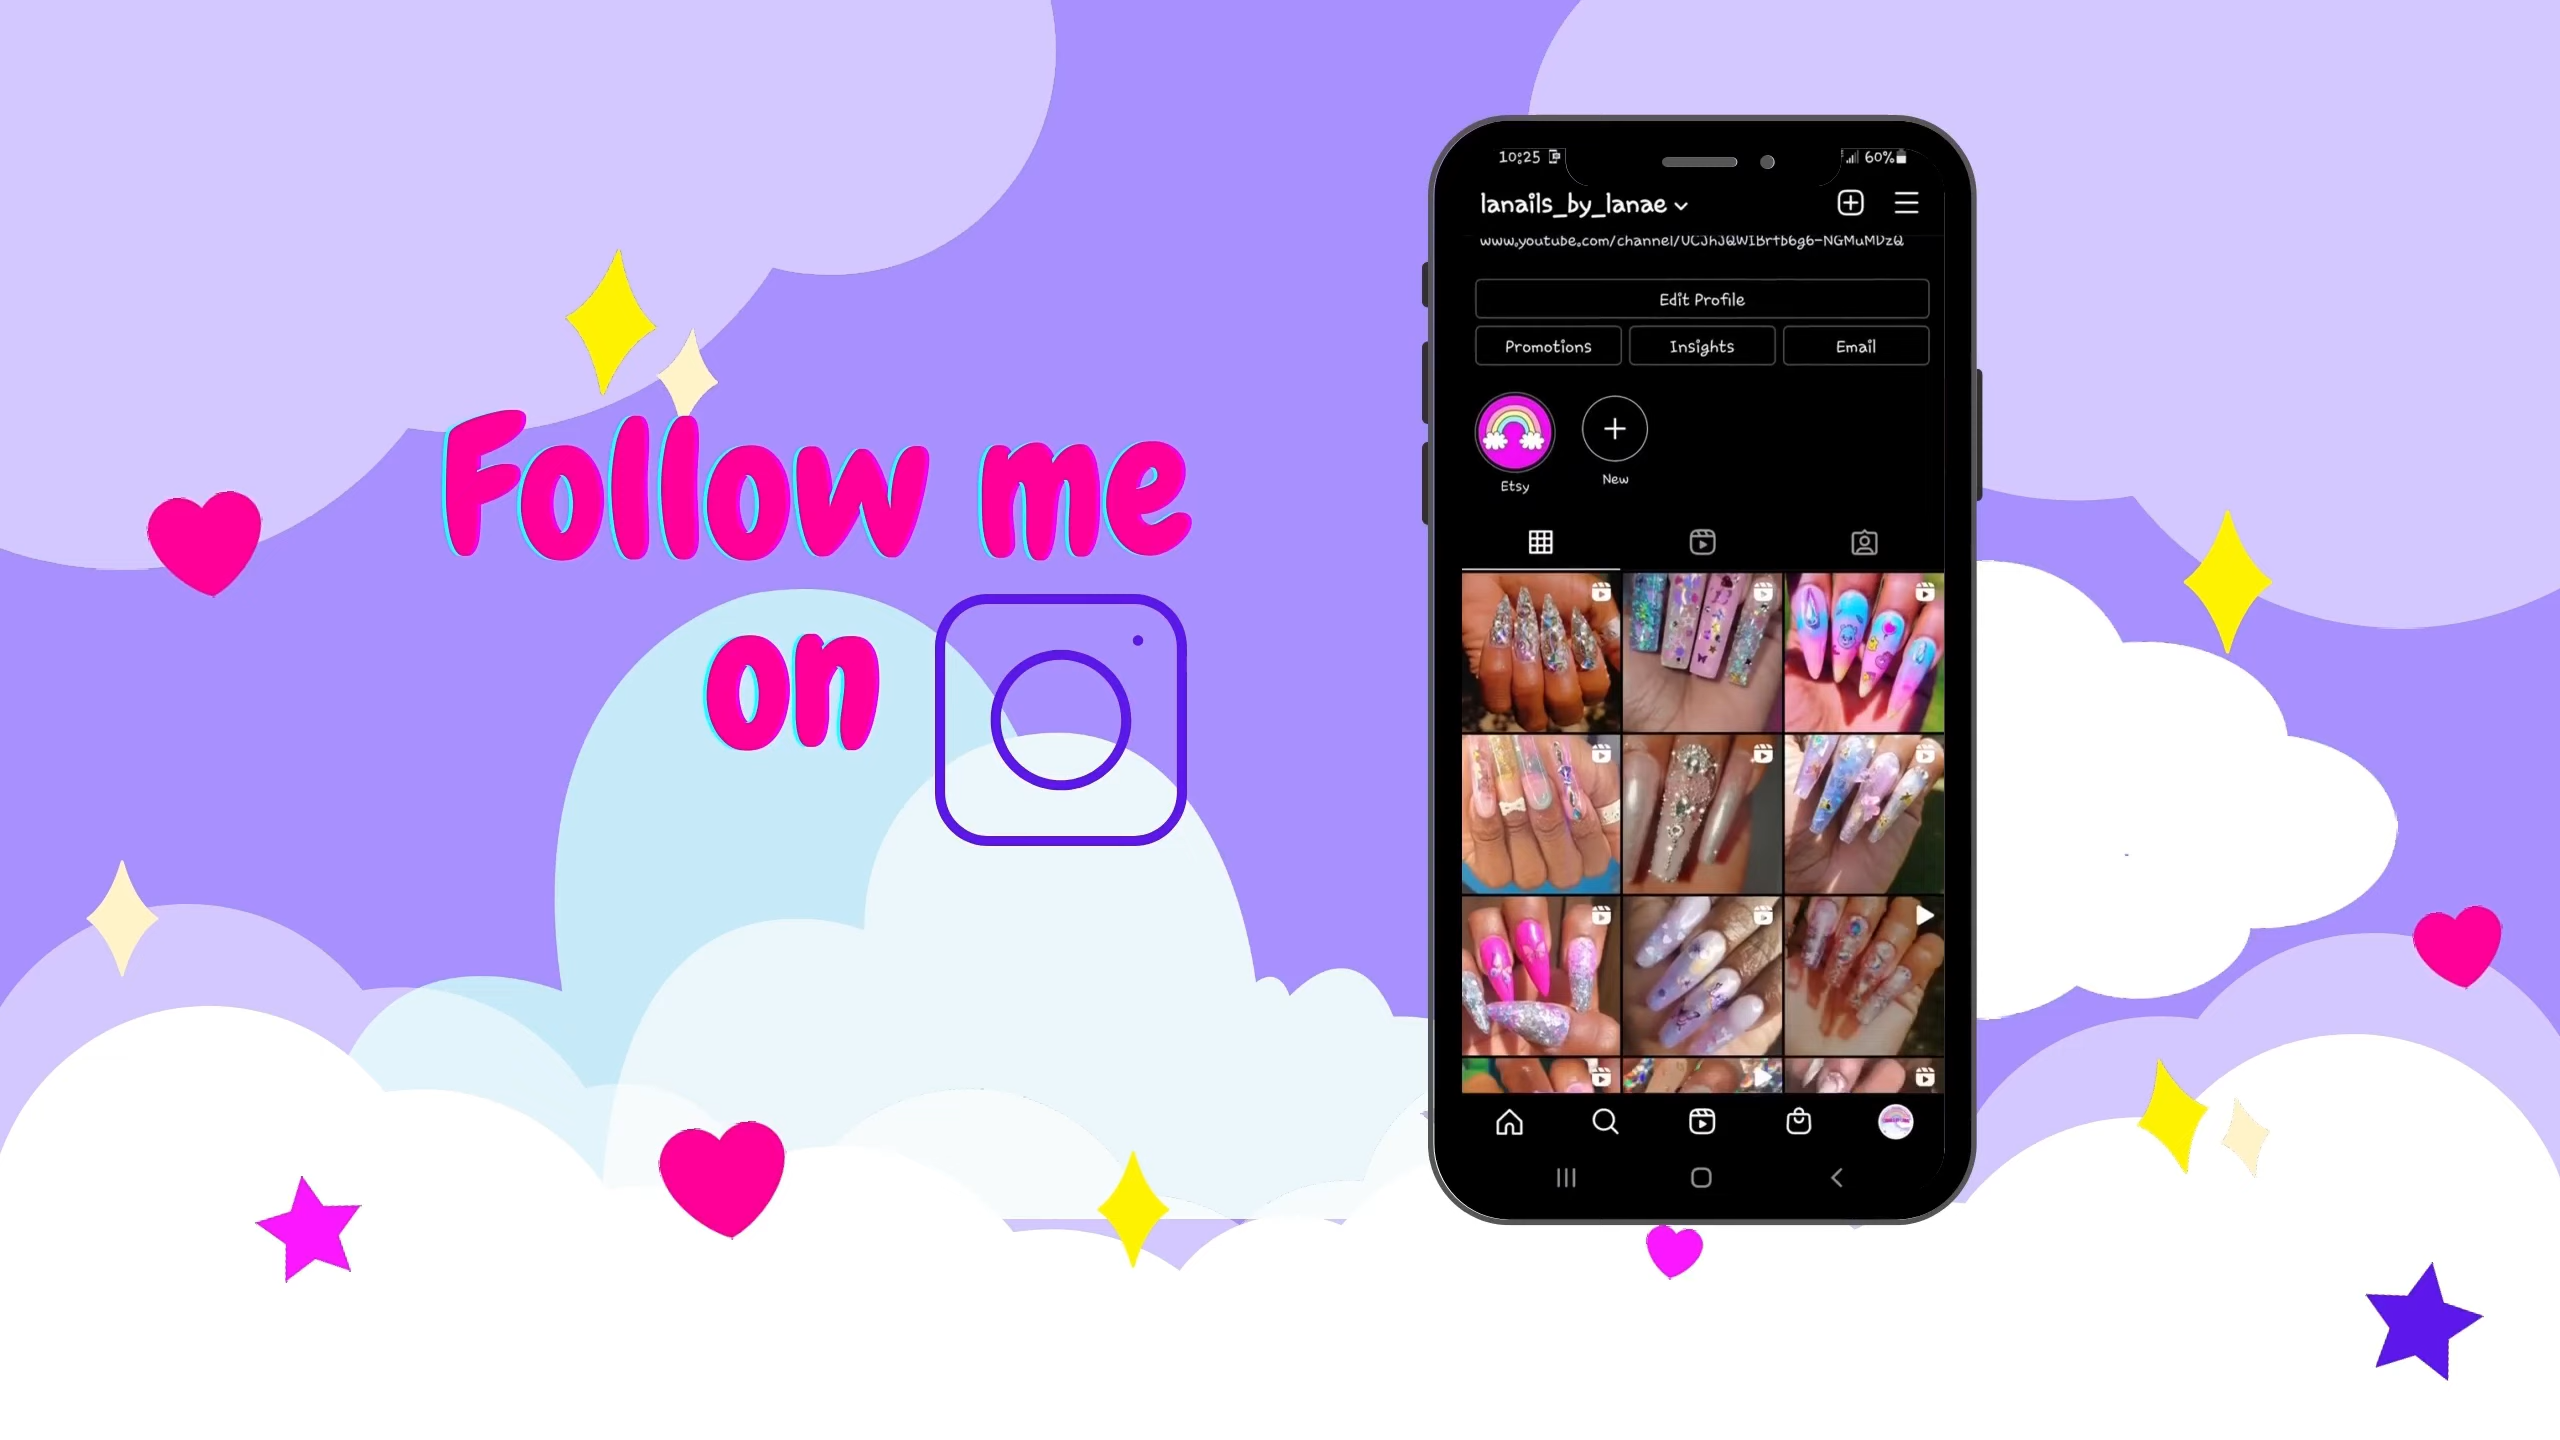 Follow me
on
10:25
60%
lanails_by_lanae
Edit Profile
Promotions
Insights
Email
Etsy
New